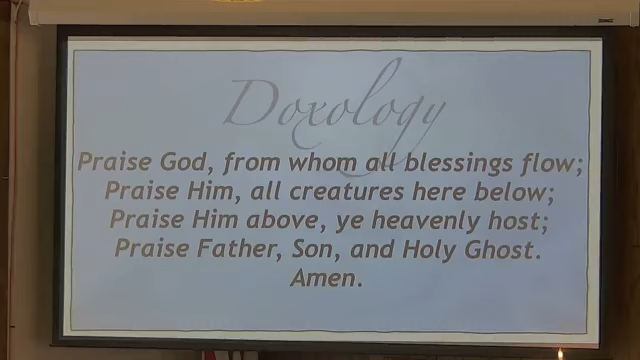 Doxology
Praise God, from whom all blessings flow;
Praise Him, all creatures here below;
Praise Him above, ye heavenly host;
Praise Father, Son, and Holy Ghost.
Amen.